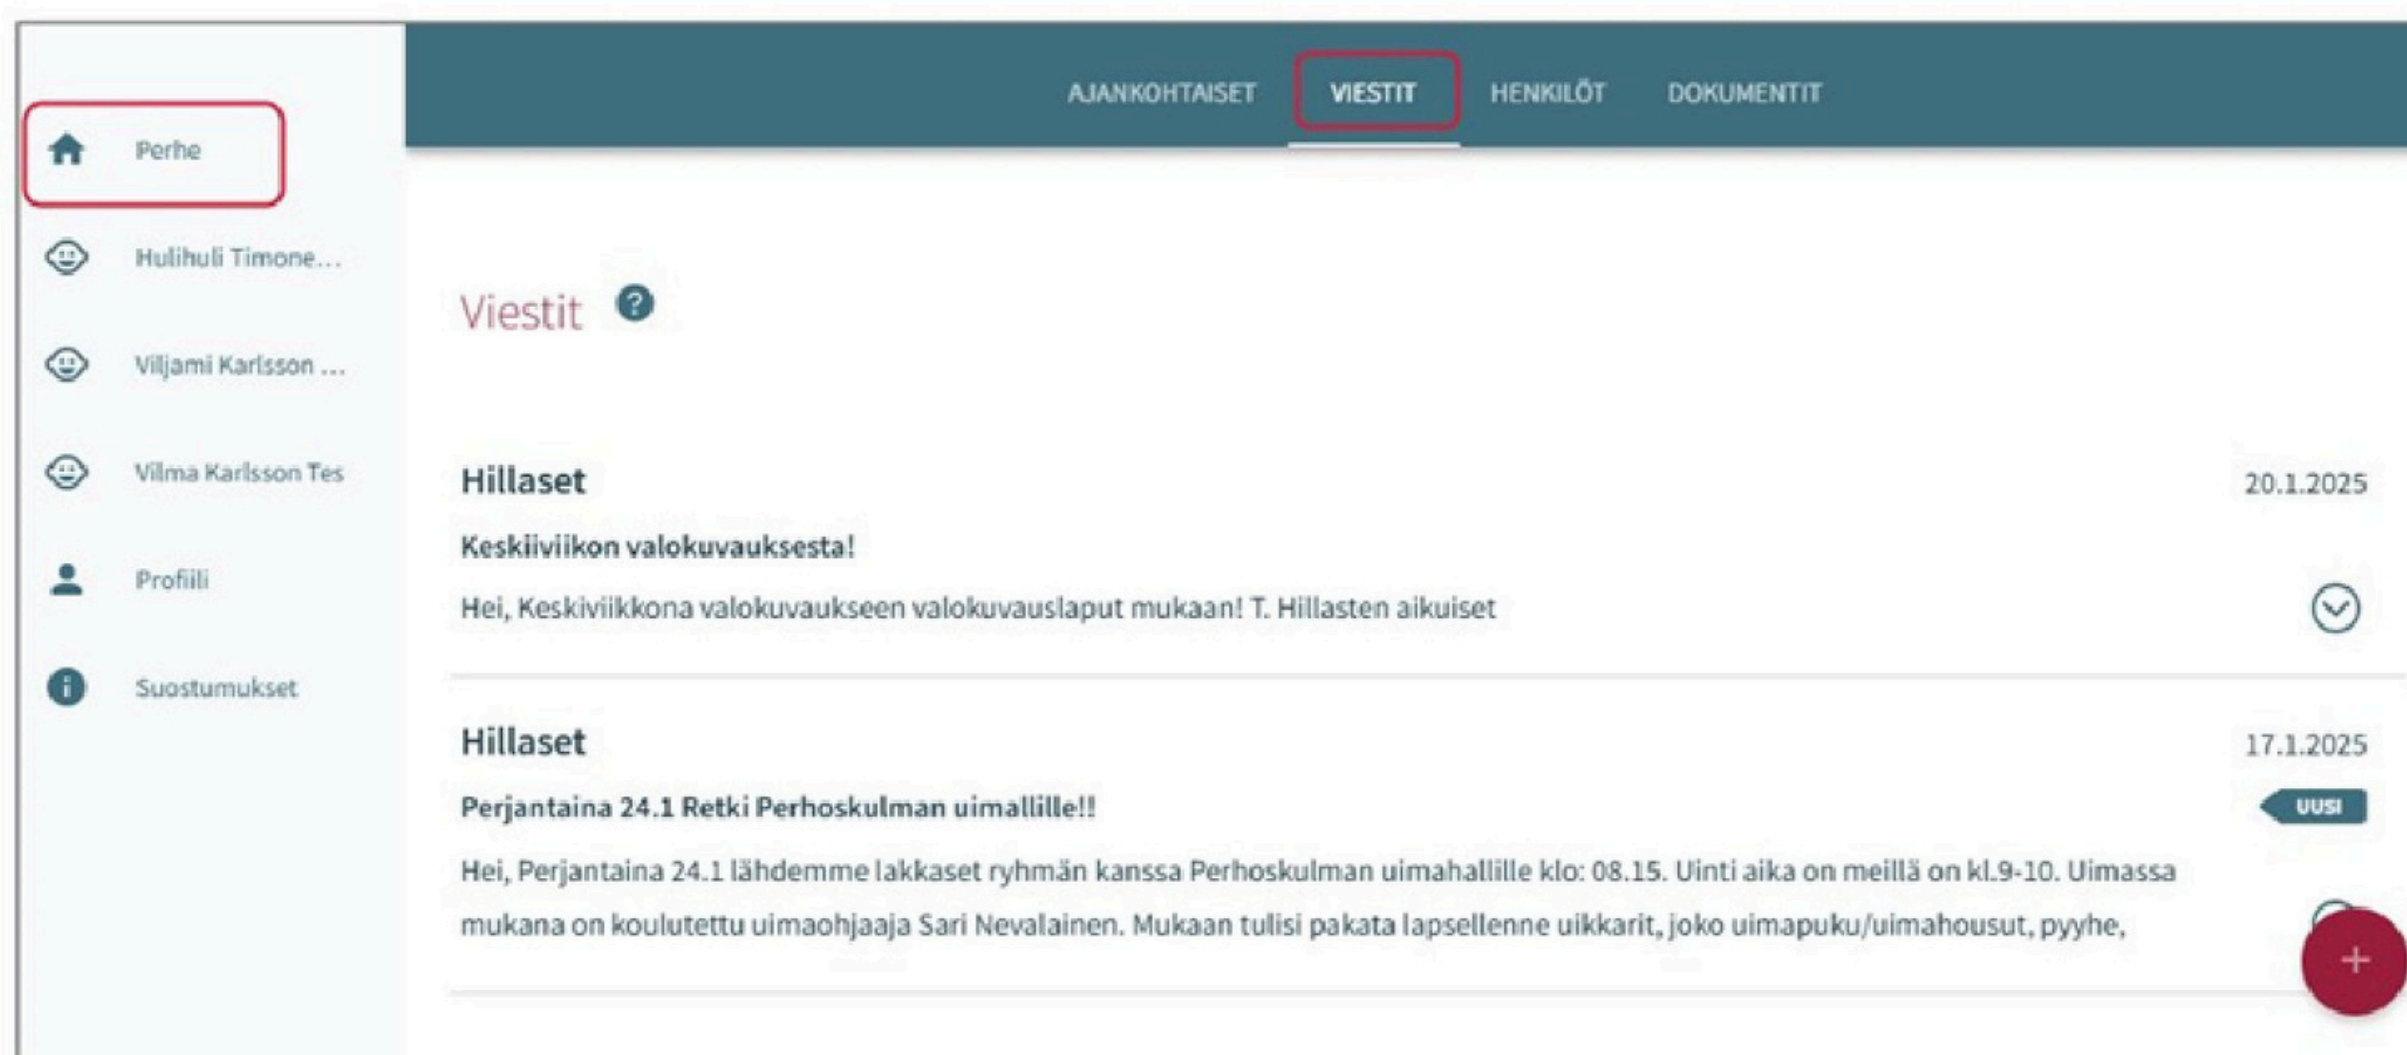 AJANKOHTAISET VIESTIT HENKILÖT DOKUMENTIT
Perhe
Hulihuli Timone...
Viljami Karlsson ...
Vilma Karlsson Tes
Profiili
Suostumukset
Viestit ?
Hillaset 20.1.2025
Keskiiviikon valokuvauksesta!
Hei, Keskiviikkona valokuvaukseen valokuvauslaput mukaan! T. Hillasten aikuiset
Hillaset 17.1.2025
Perjantaina 24.1 Retki Perhoskulman uimallille!!
UUSI
Hei, Perjantaina 24.1 lähdemme lakkaset ryhmän kanssa Perhoskulman uimahallille klo: 08.15. Uinti aika on meillä on kl.9-10. Uimassa
mukana on koulutettu uimaohjaaja Sari Nevalainen. Mukaan tulisi pakata lapsellenne uikkarit, joko uimapuku/uimahousut, pyyhe,
+